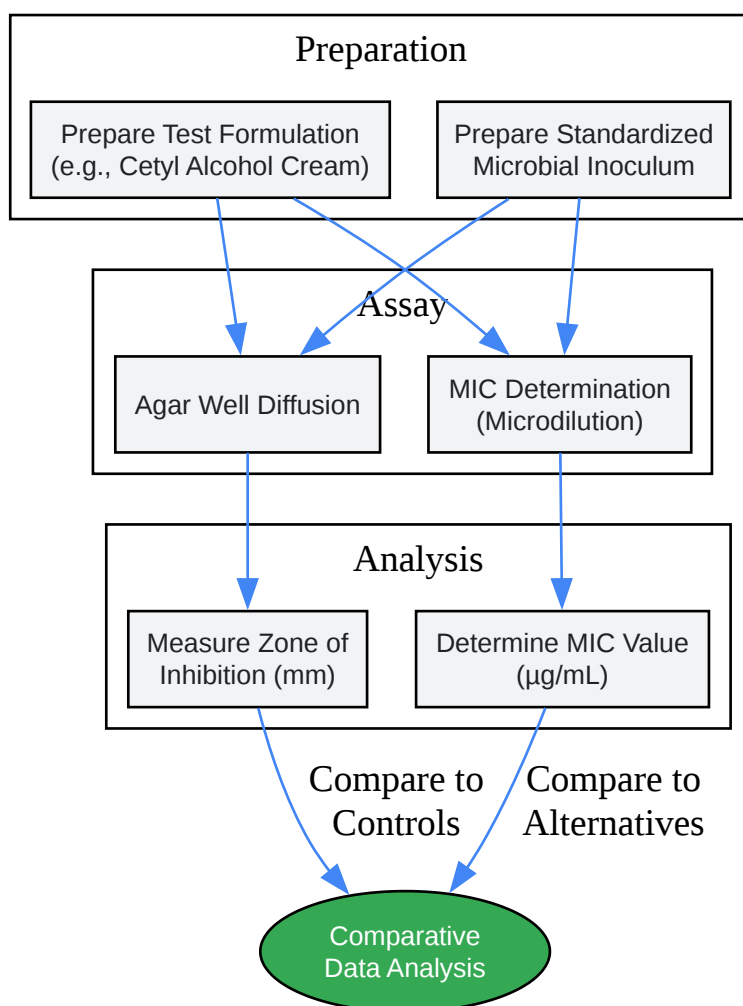 Preparation
Prepare Test Formulation
(e.g., Cetyl Alcohol Cream)
Prepare Standardized
Microbial Inoculum
Assay
Agar Well Diffusion
MIC Determination
(Microdilution)
Analysis
Measure Zone of
Inhibition (mm)
Determine MIC Value
(µg/mL)
Compare to
Controls
Compare to
Alternatives
Comparative
Data Analysis